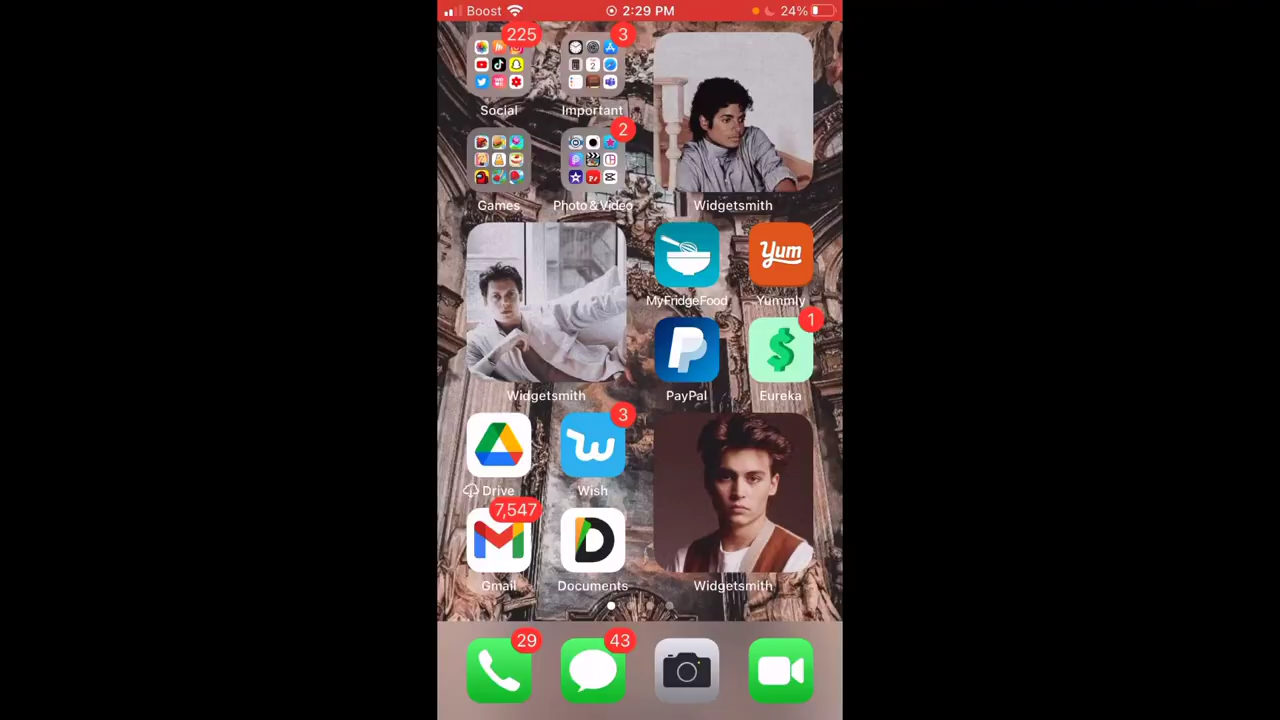 Boost 2:29 PM 24%
225 3
2
Social Important
2
Games Photo & Video Widgetsmith
Yum
MyFridgeFood Yummly
1
Widgetsmith PayPal Eureka
3
Drive Wish
7,547
Gmail Documents Widgetsmith
29 43